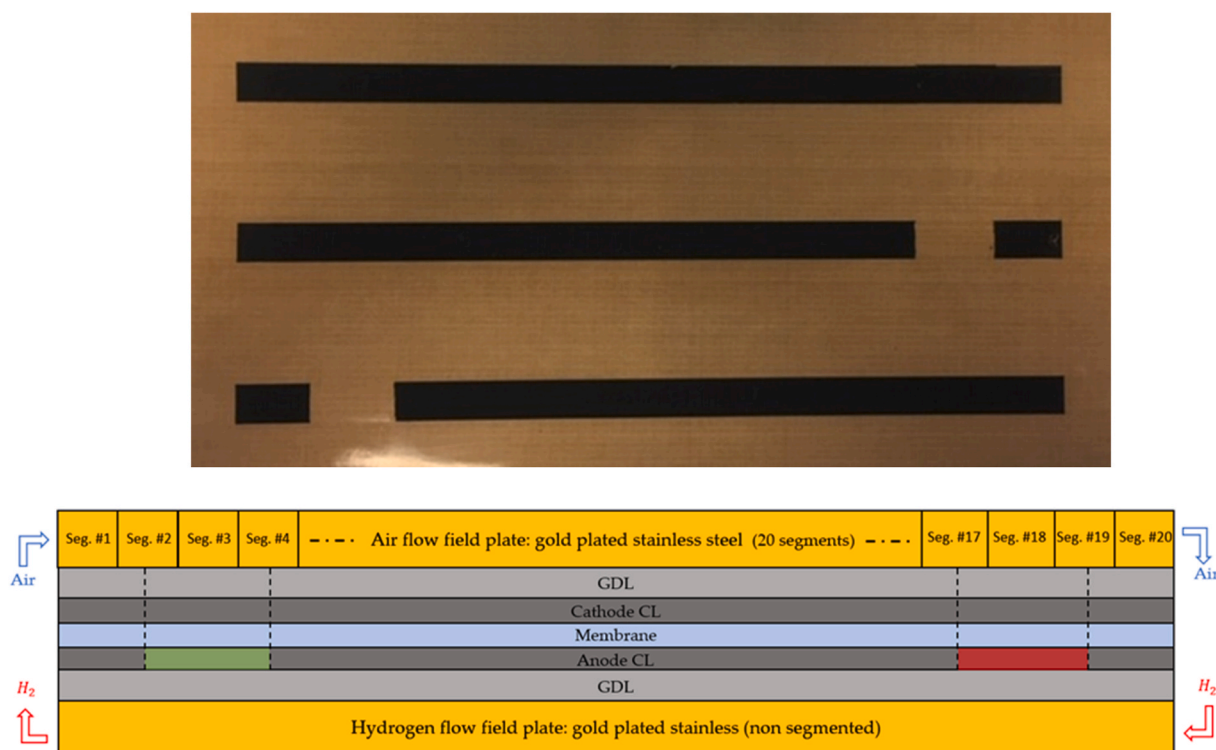 Seg. #1 Seg. #2 Seg. #3 Seg. #4 Air flow field plate: gold plated stainless steel (20 segments) Seg. #17 Seg. #18 Seg. #19 Seg. #20
Air Air
GDL
Cathode CL
Membrane
Anode CL
GDL
H₂ H₂
Hydrogen flow field plate: gold plated stainless (non segmented)